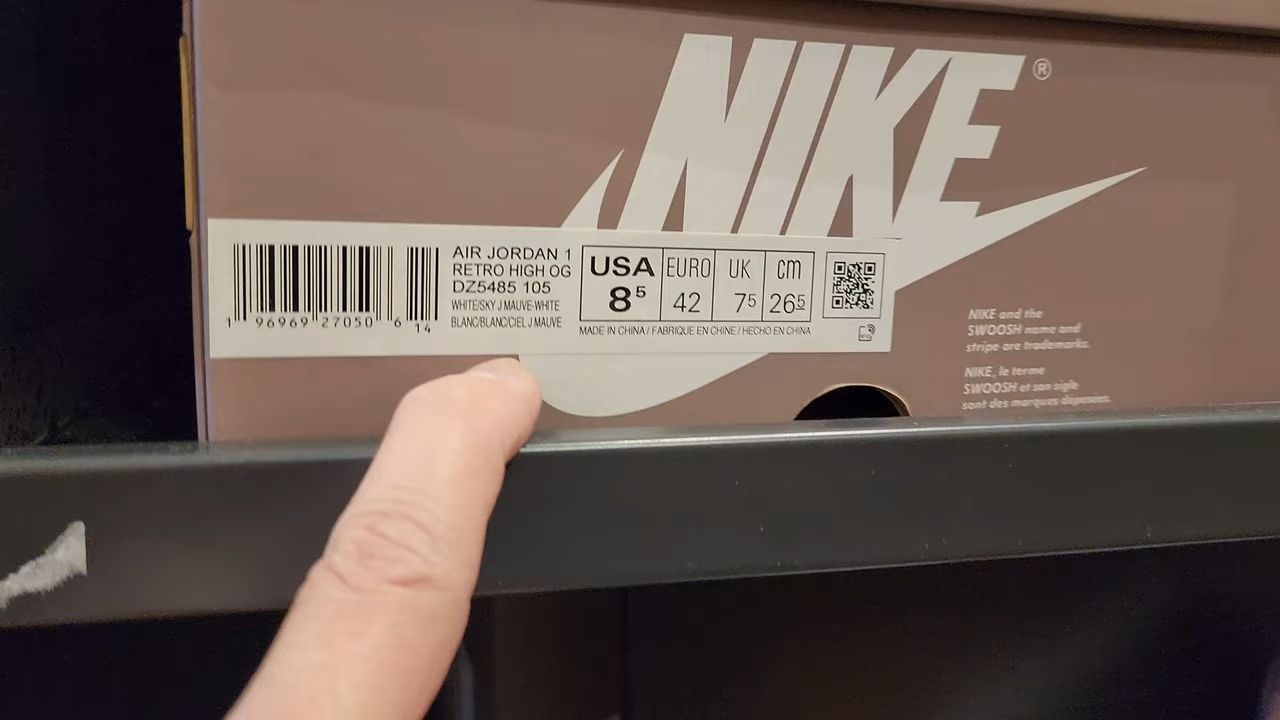 NIKE®
AIR JORDAN 1
RETRO HIGH OG
DZ5485 105
WHITE/SKY J MAUVE-WHITE
BLANC/BLANC/CIEL J MAUVE
1 96969 27050 6 14
USA EURO UK cm
8⁵ 42 7⁵ 26⁵
MADE IN CHINA / FABRIQUE EN CHINE / HECHO EN CHINA
NIKE and the
SWOOSH name and
stripe are trademarks.
NIKE, le terme
SWOOSH et son sigle
sont des marques déposées.